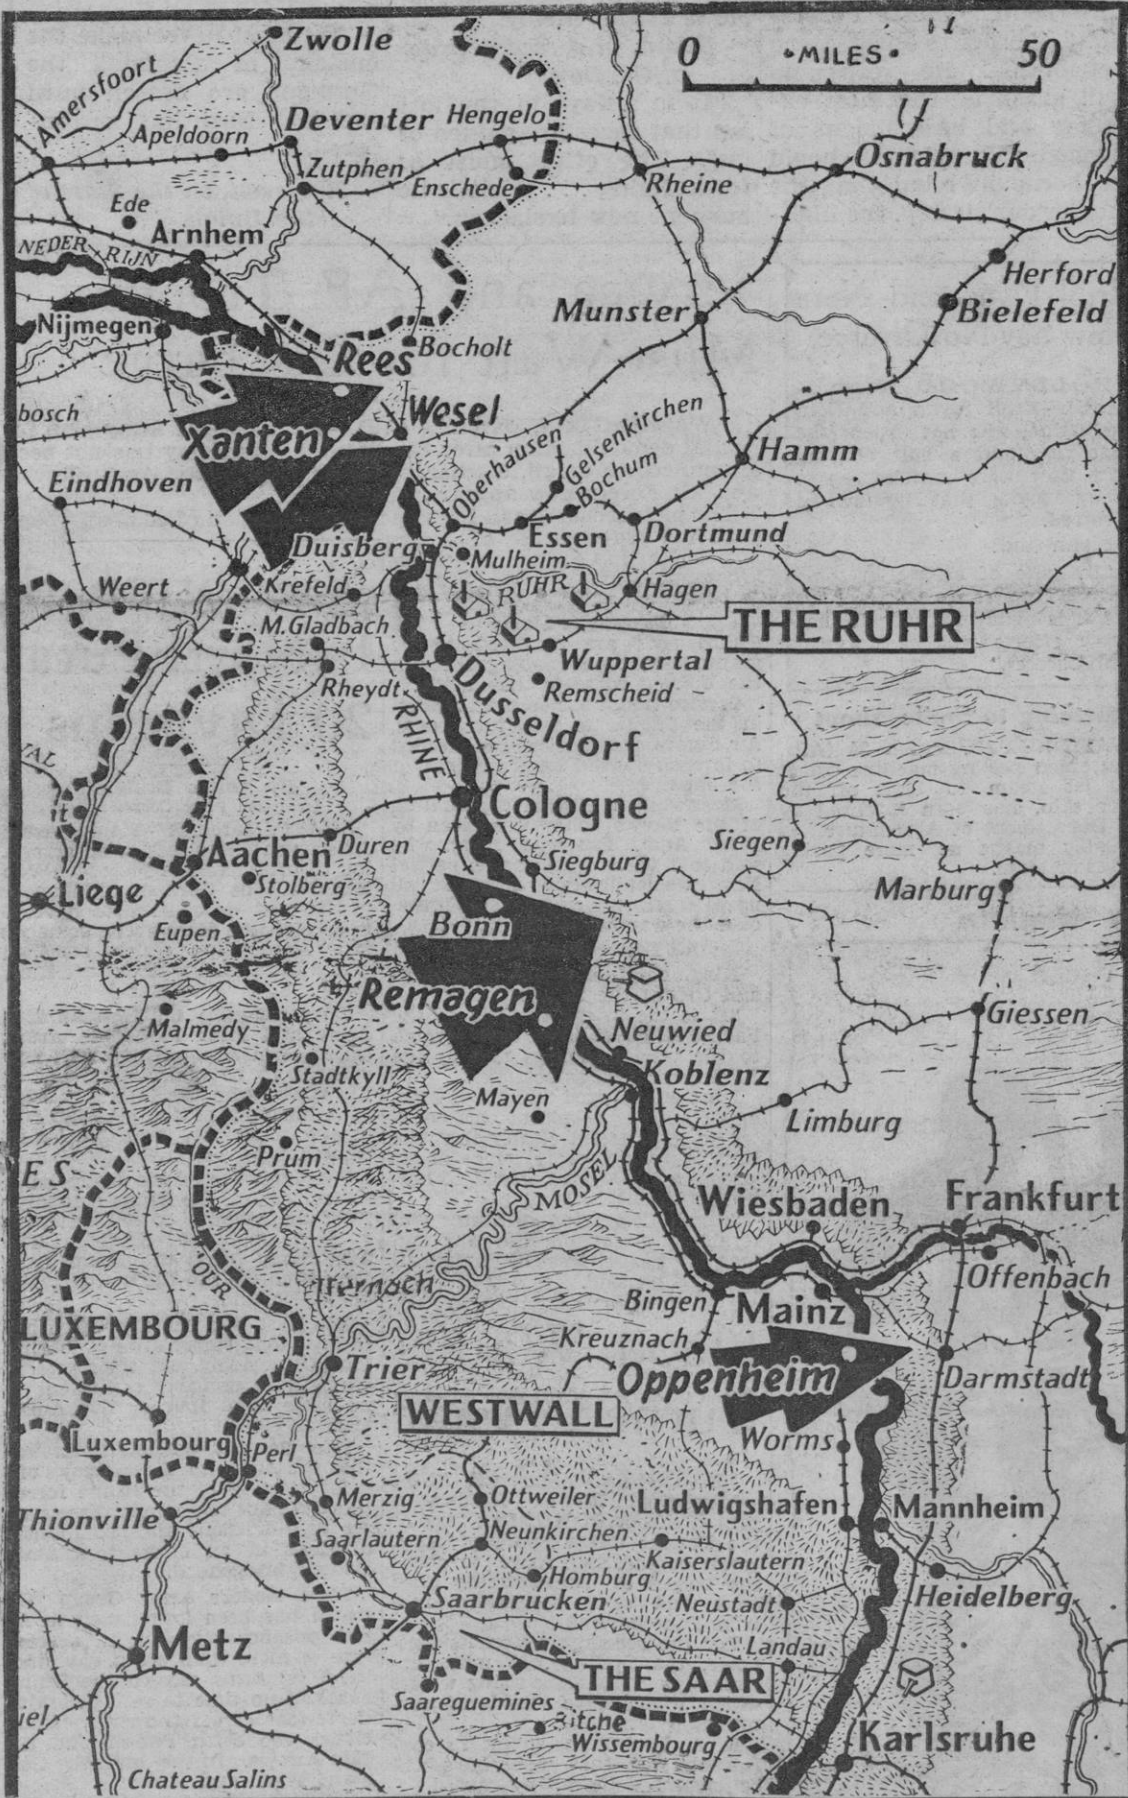 Zwolle
0 •MILES• 50
Amersfoort
Deventer
Hengelo
Apeldoorn
Osnabruck
Zutphen
Enschede
Rheine
Ede
Arnhem
NEDER RIJN
Herford
Bielefeld
Munster
Nijmegen
Bocholt
Rees
bosch
Wesel
Xanten
Gelsenkirchen
Oberhausen
Bochum
Hamm
Eindhoven
Essen
Dortmund
Duisberg
Mulheim
Weert
Krefeld
RUHR
Hagen
M.Gladbach
THE RUHR
Wuppertal
Rheydt
Remscheid
Dusseldorf
RHINE
Cologne
Aachen
Duren
Siegen
Siegburg
Stolberg
Liege
Marburg
Bonn
Eupen
Remagen
Giessen
Malmedy
Neuwied
Stadtkyll
Koblenz
Mayen
Limburg
Prum
ES
MOSEL
Wiesbaden
Frankfurt
OUR
Offenbach
Bingen
Mainz
LUXEMBOURG
Kreuznach
Trier
Oppenheim
Darmstadt
WESTWALL
Luxembourg
Perl
Worms
Merzig
Ottweiler
Ludwigshafen
Mannheim
Thionville
Saarlautern
Neunkirchen
Kaiserslautern
Homburg
Heidelberg
Saarbrucken
Neustadt
Metz
Landau
THE SAAR
Saareguemines
itche
Wissembourg
Karlsruhe
Chateau Salins